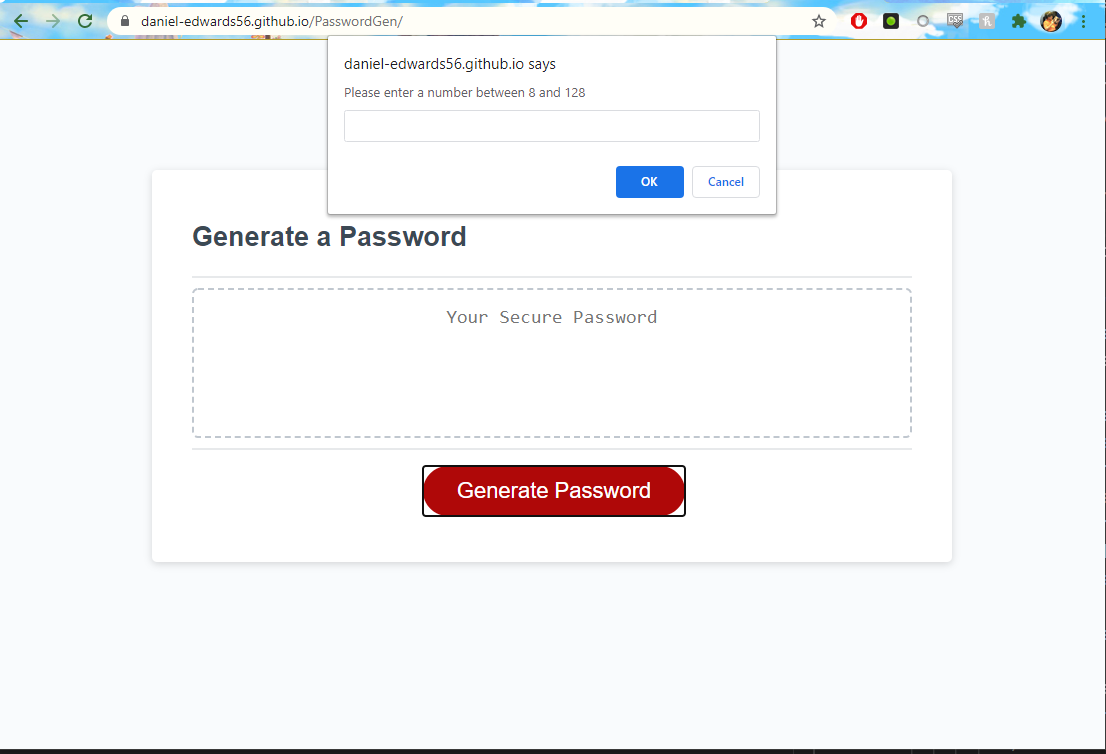 daniel-edwards56.github.io/PasswordGen/
daniel-edwards56.github.io says
Please enter a number between 8 and 128
OK Cancel
Generate a Password
Your Secure Password
Generate Password